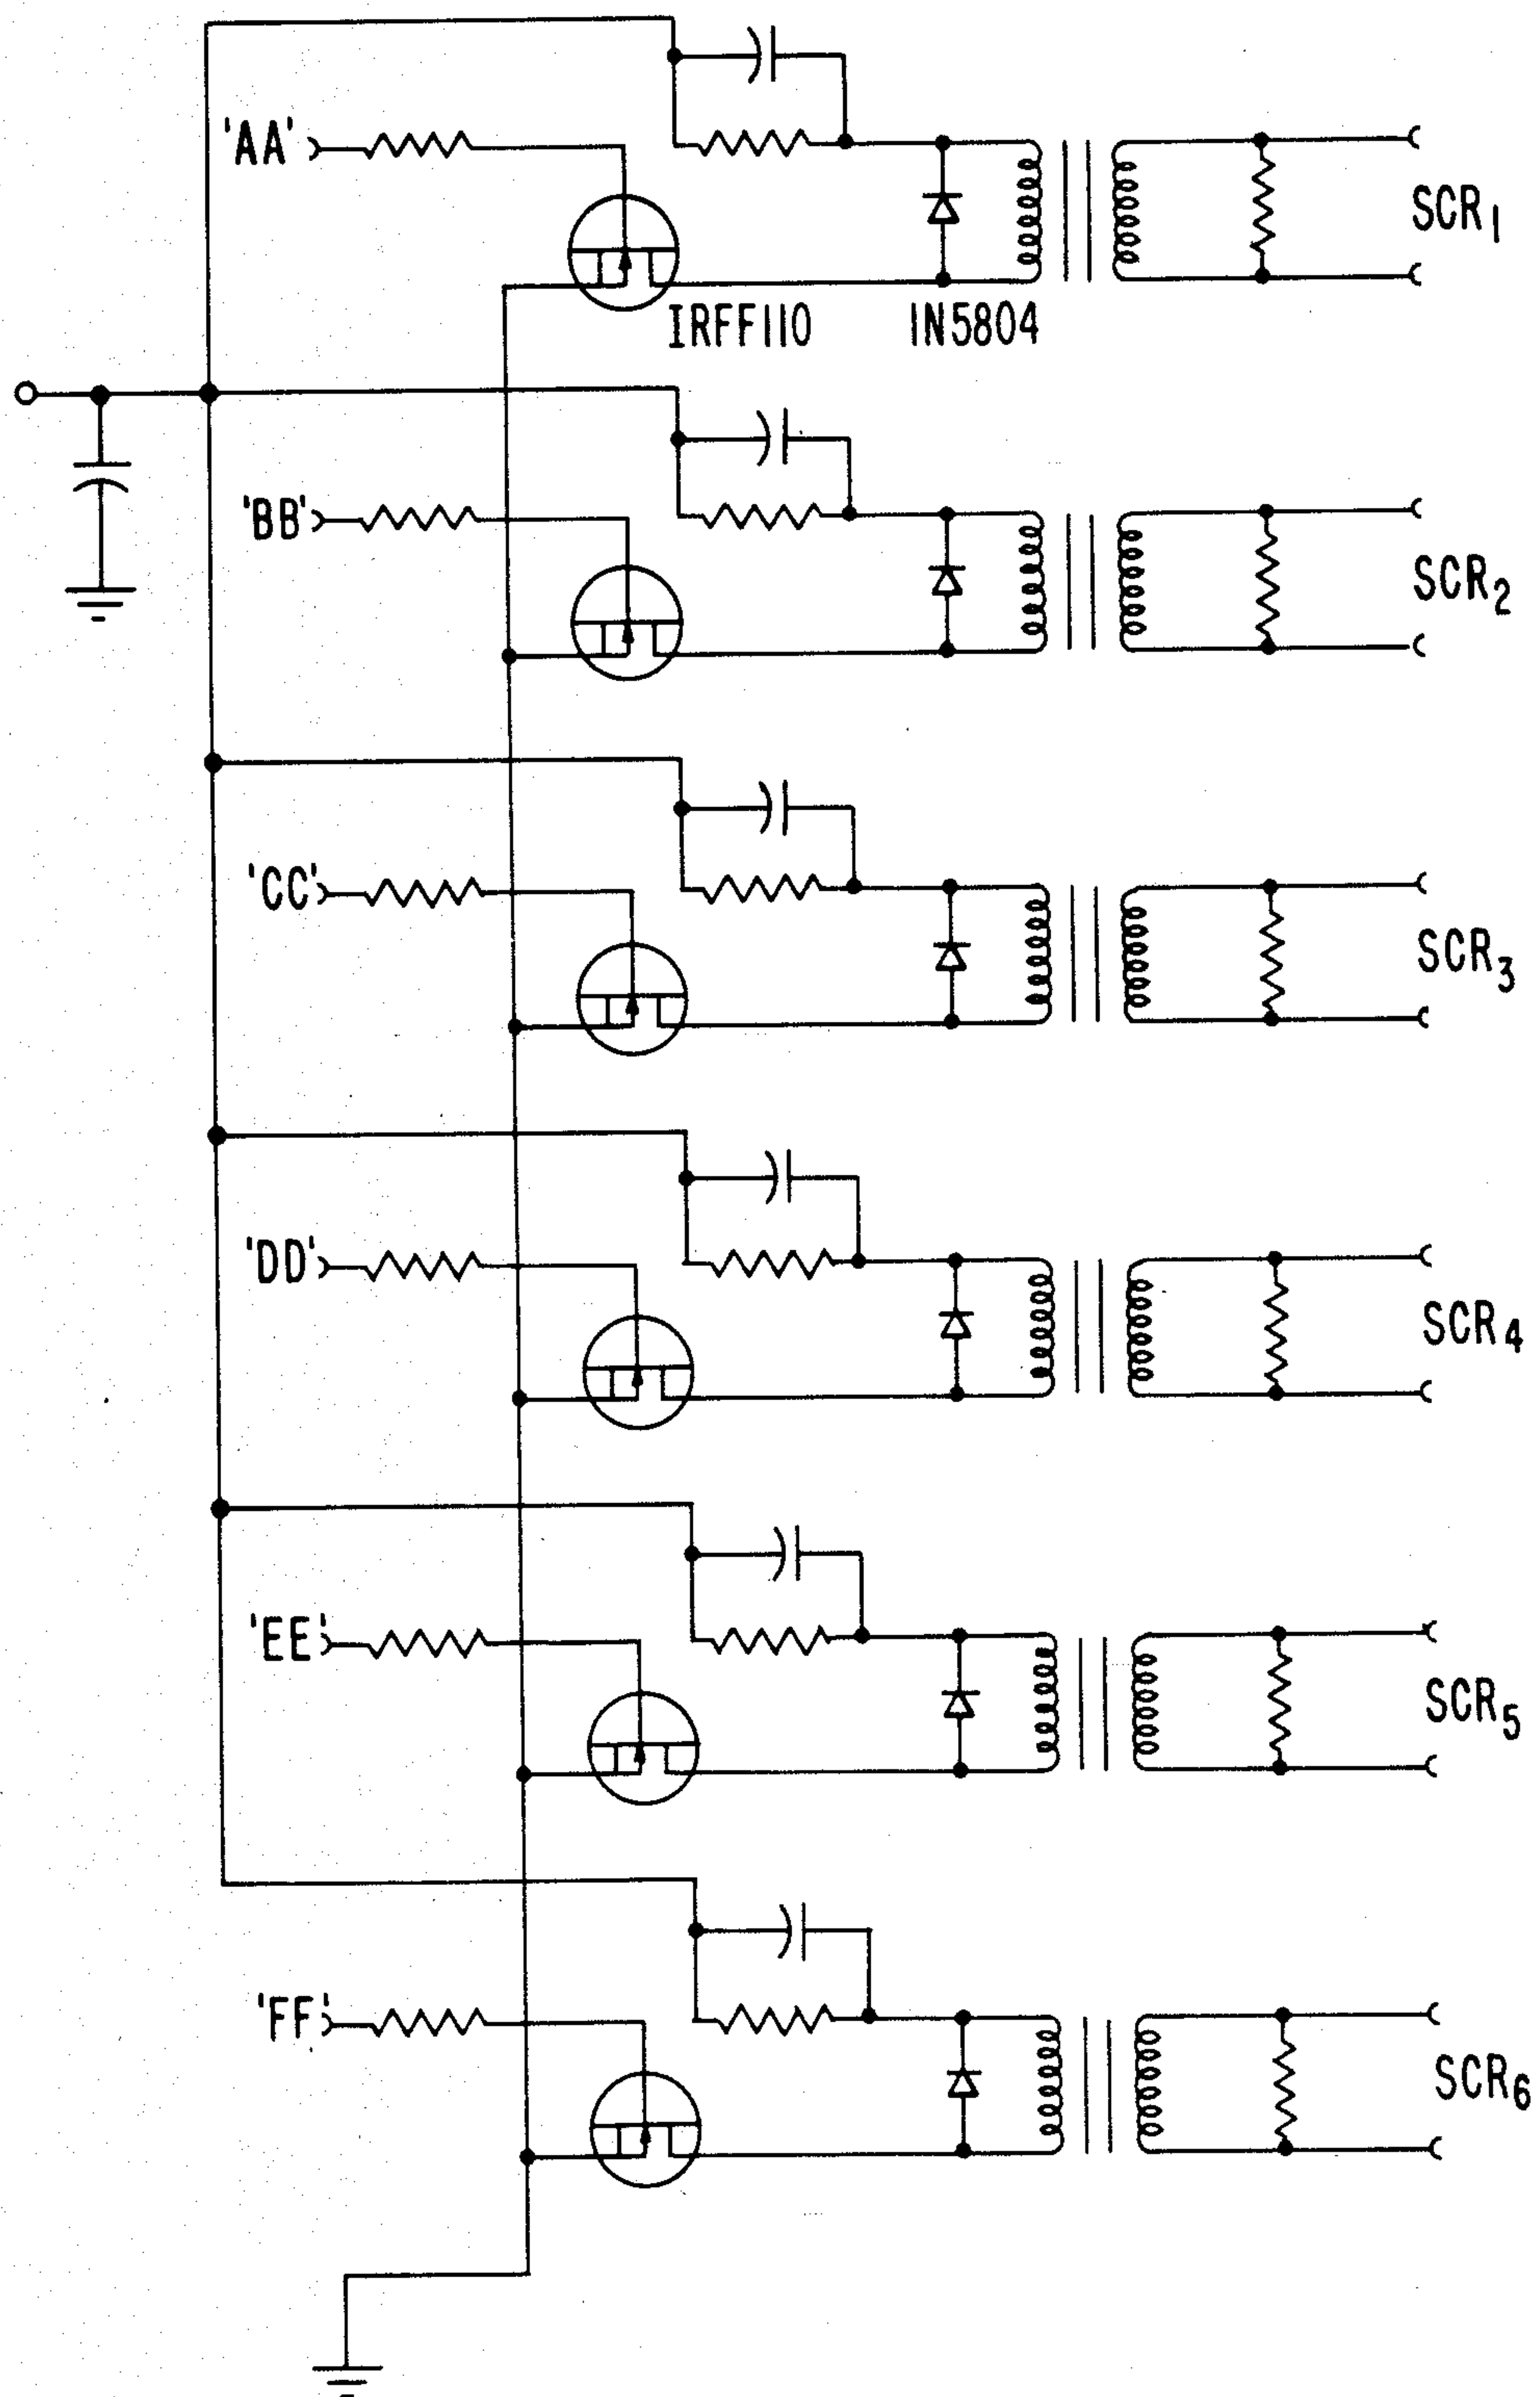 'AA'
SCR1
IRFF110
IN5804
'BB'
SCR2
'CC'
SCR3
'DD'
SCR4
'EE'
SCR5
'FF'
SCR6